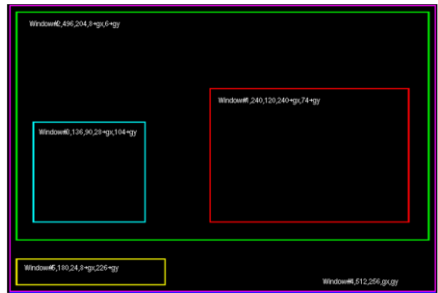 Window#2,496,204,8+gx,6+gy
Window#1,240,120,240+gx,74+gy
Window#3,136,90,28+gx,104+gy
Window#5,180,24,8+gx,226+gy
Window#4,512,256,gx,gy